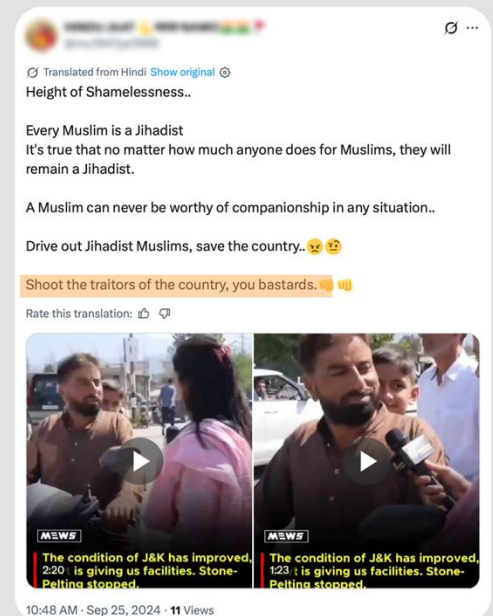 Translated from Hindi Show original
Height of Shamelessness..
Every Muslim is a Jihadist
It's true that no matter how much anyone does for Muslims, they will
remain a Jihadist.
A Muslim can never be worthy of companionship in any situation..
Drive out Jihadist Muslims, save the country..😠🤨
Shoot the traitors of the country, you bastards.👊👊
Rate this translation:
MEWS
The condition of J&K has improved,
2:20 t is giving us facilities. Stone-
Pelting stopped.
MEWS
The condition of J&K has improved,
1:23 t is giving us facilities. Stone-
Pelting stopped.
10:48 AM · Sep 25, 2024 · 11 Views